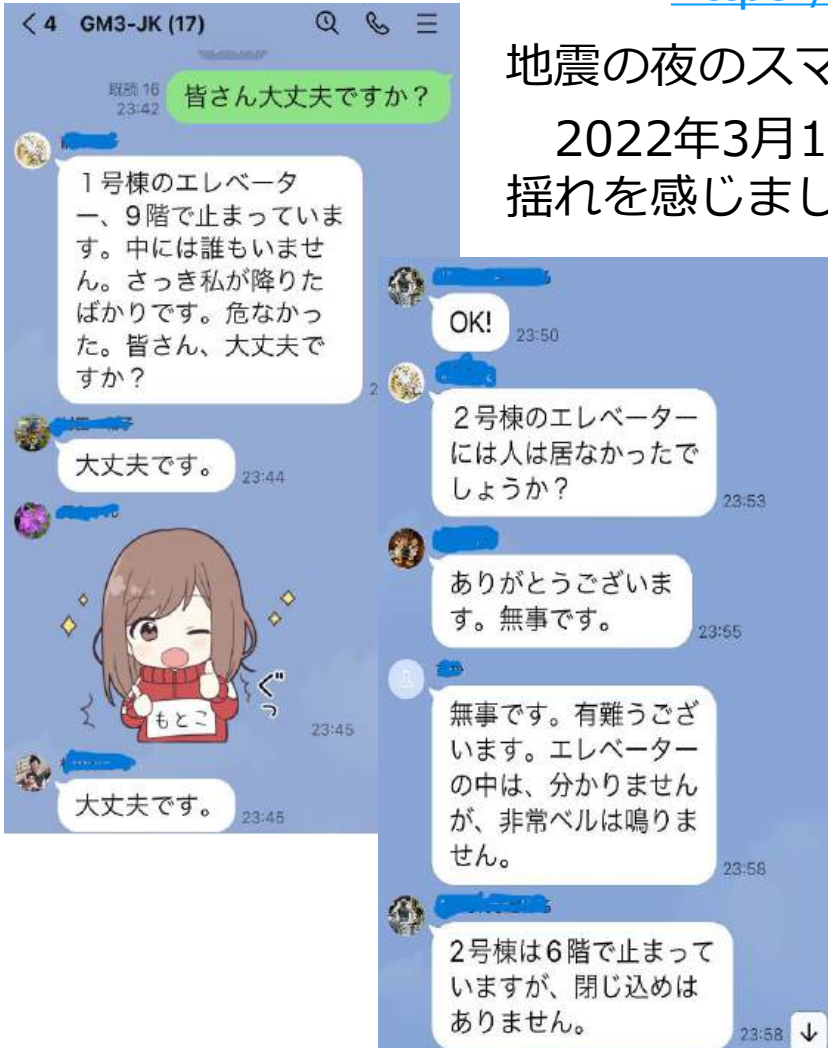 < 4 GM3-JK (17)
既読 16
23:42
皆さん大丈夫ですか？
１号棟のエレベータ
ー、９階で止まっていま
す。中には誰もいませ
ん。さっき私が降りた
ばかりです。危なかっ
た。皆さん、大丈夫で
すか？
大丈夫です。
23:44
もとこ
ぐっ
23:45
大丈夫です。
23:45
地震の夜のスマ
2022年3月1
揺れを感じまし
OK!
23:50
２号棟のエレベーター
には人は居なかったで
しょうか？
23:53
ありがとうございま
す。無事です。
23:55
無事です。有難うござ
います。エレベーター
の中は、分かりません
が、非常ベルは鳴りま
せん。
23:58
2号棟は６階で止まって
いますが、閉じ込めは
ありません。
23:58